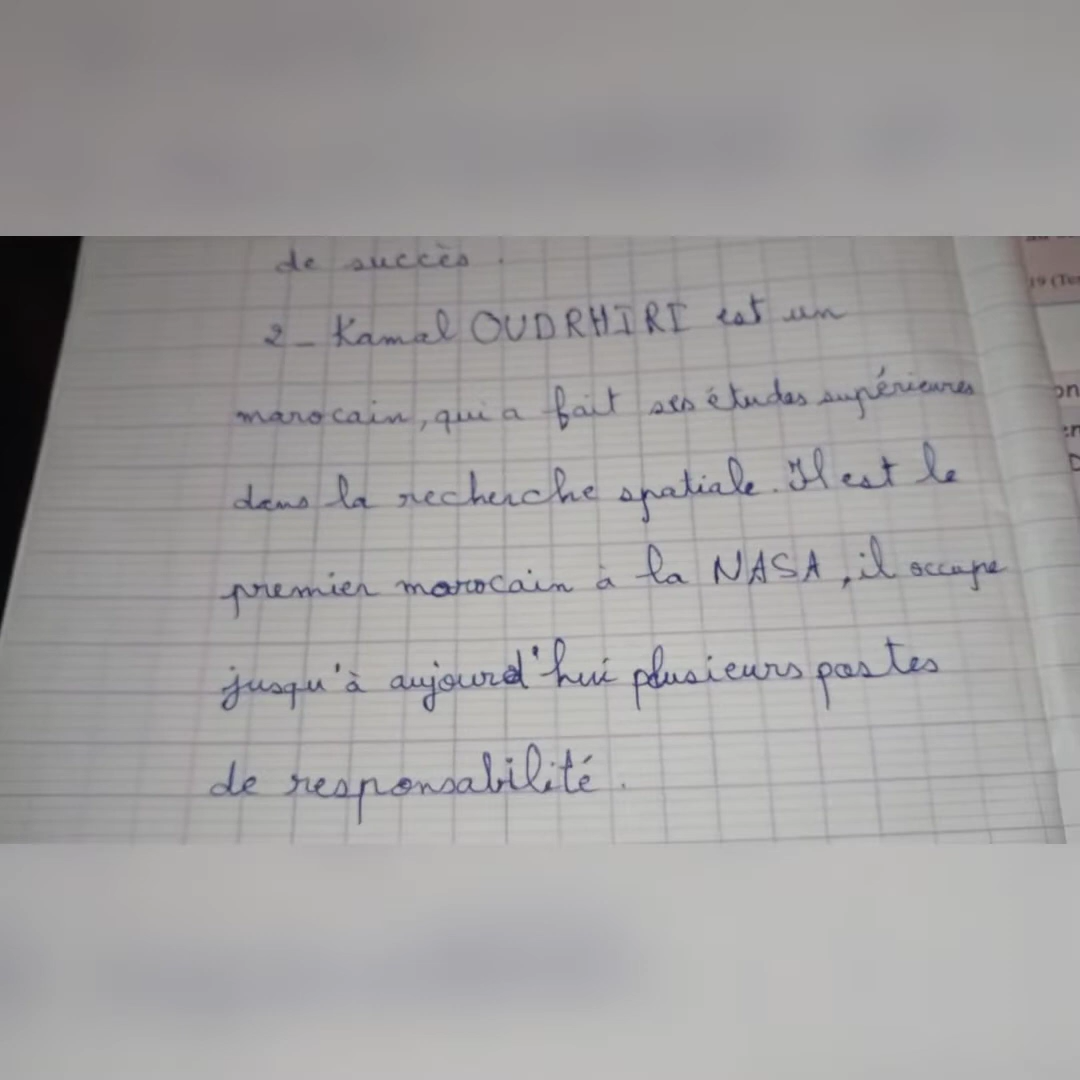 de succès.
2- Kamal OUDRHIRI est un
marocain, qui a fait ses études supérieures
dans la recherche spatiale. Il est le
premier marocain à la NASA, il occupe
jusqu'à aujourd'hui plusieurs postes
de responsabilité.